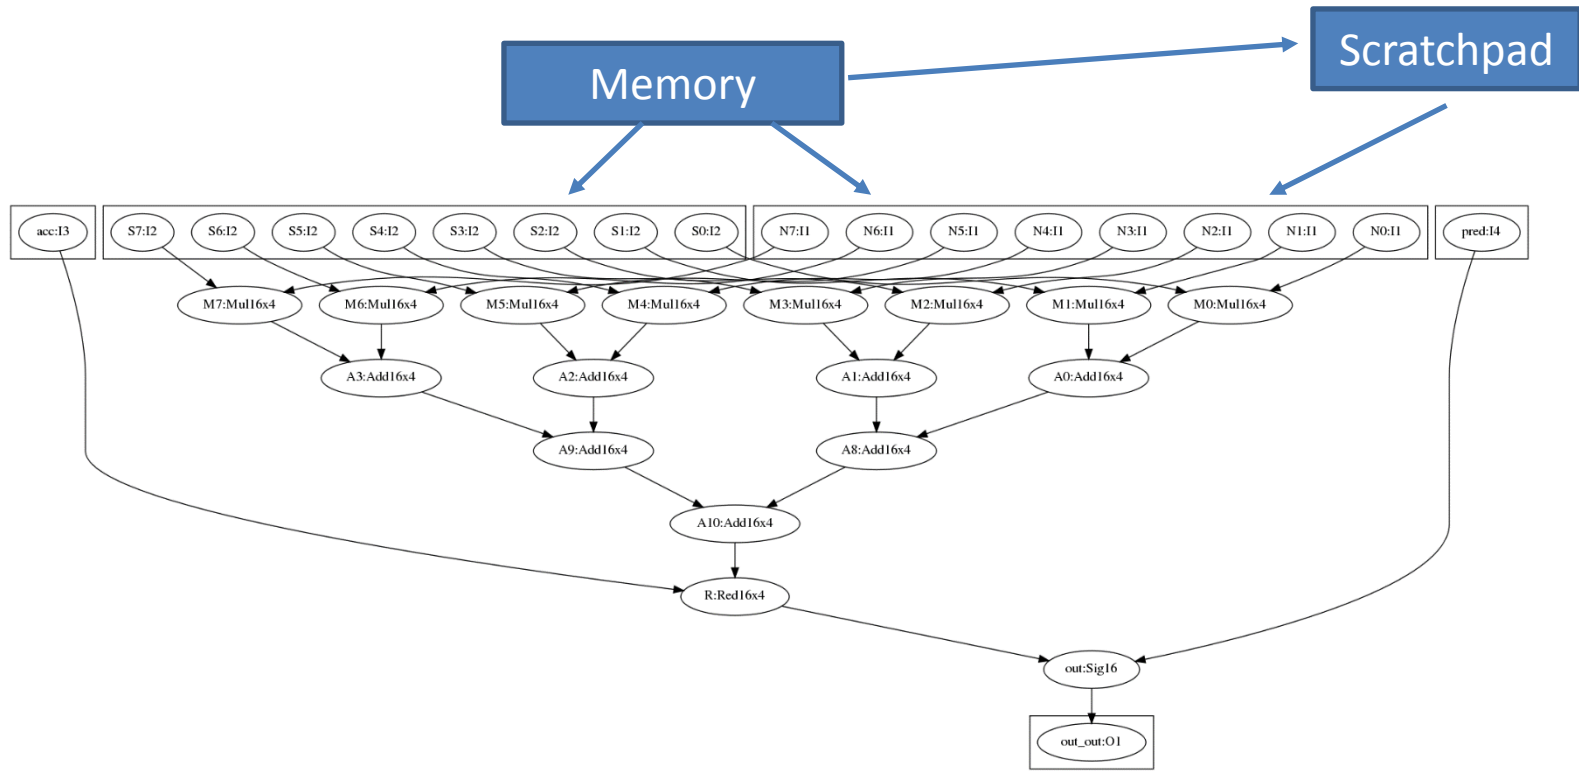 Memory
Scratchpad
acc:I3
S7:I2
S6:I2
S5:I2
S4:I2
S3:I2
S2:I2
S1:I2
S0:I2
N7:I1
N6:I1
N5:I1
N4:I1
N3:I1
N2:I1
N1:I1
N0:I1
pred:I4
M7:Mul16x4
M6:Mul16x4
M5:Mul16x4
M4:Mul16x4
M3:Mul16x4
M2:Mul16x4
M1:Mul16x4
M0:Mul16x4
A3:Add16x4
A2:Add16x4
A1:Add16x4
A0:Add16x4
A9:Add16x4
A8:Add16x4
A10:Add16x4
R:Red16x4
out:Sig16
out_out:O1